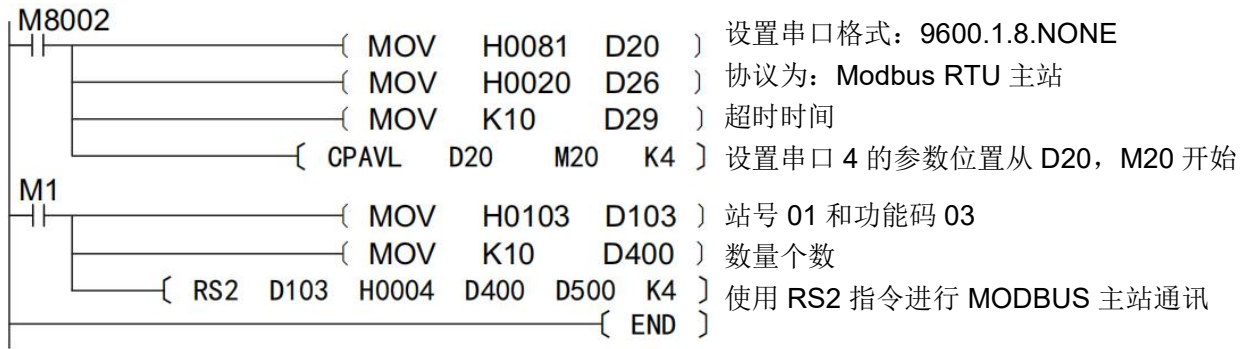 M8002
MOV H0081 D20 设置串口格式：9600.1.8.NONE
MOV H0020 D26 协议为：Modbus RTU 主站
MOV K10 D29 超时时间
CPAVL D20 M20 K4 设置串口 4 的参数位置从 D20，M20 开始
M1
MOV H0103 D103 站号 01 和功能码 03
MOV K10 D400 数量个数
RS2 D103 H0004 D400 D500 K4 使用 RS2 指令进行 MODBUS 主站通讯
END